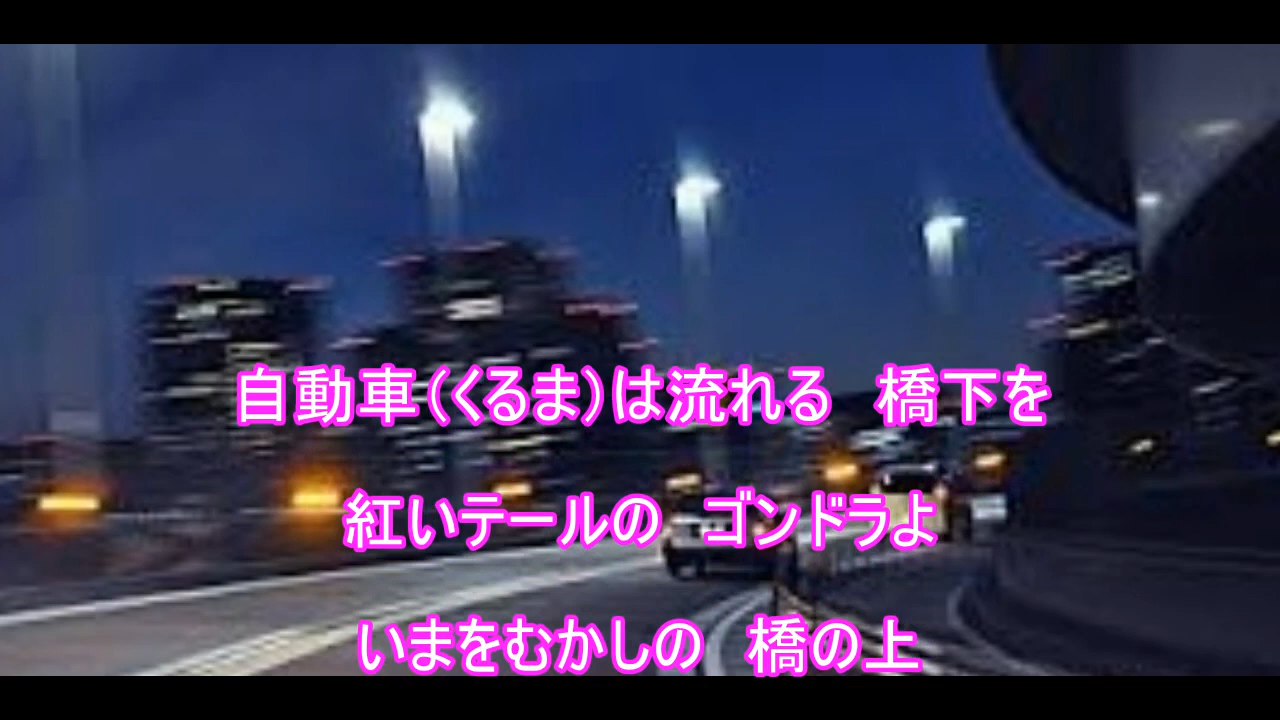 自動車(くるま)は流れる　橋下を
紅いテールの　ゴンドラよ
いまをむかしの　橋の上